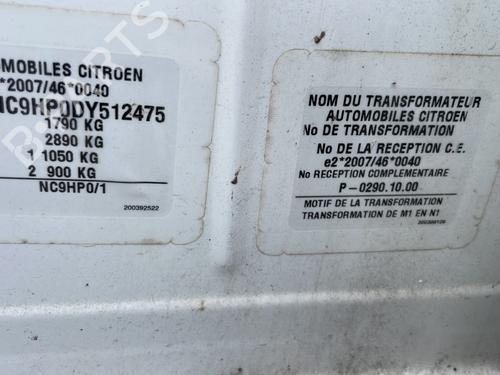 MOBILES CITROEN
*2007/46*0040
NC9HP0DY512475
1790 KG
2890 KG
1 1050 KG
2 900 KG
NC9HP0/1
200392522
NOM DU TRANSFORMATEUR
AUTOMOBILES CITROEN
No DE TRANSFORMATION
No DE LA RECEPTION C.E.
e2*2007/46*0040
No RECEPTION COMPLEMENTAIRE
P-0290.10.00
MOTIF DE LA TRANSFORMATION
TRANSFORMATION DE M1 EN N1